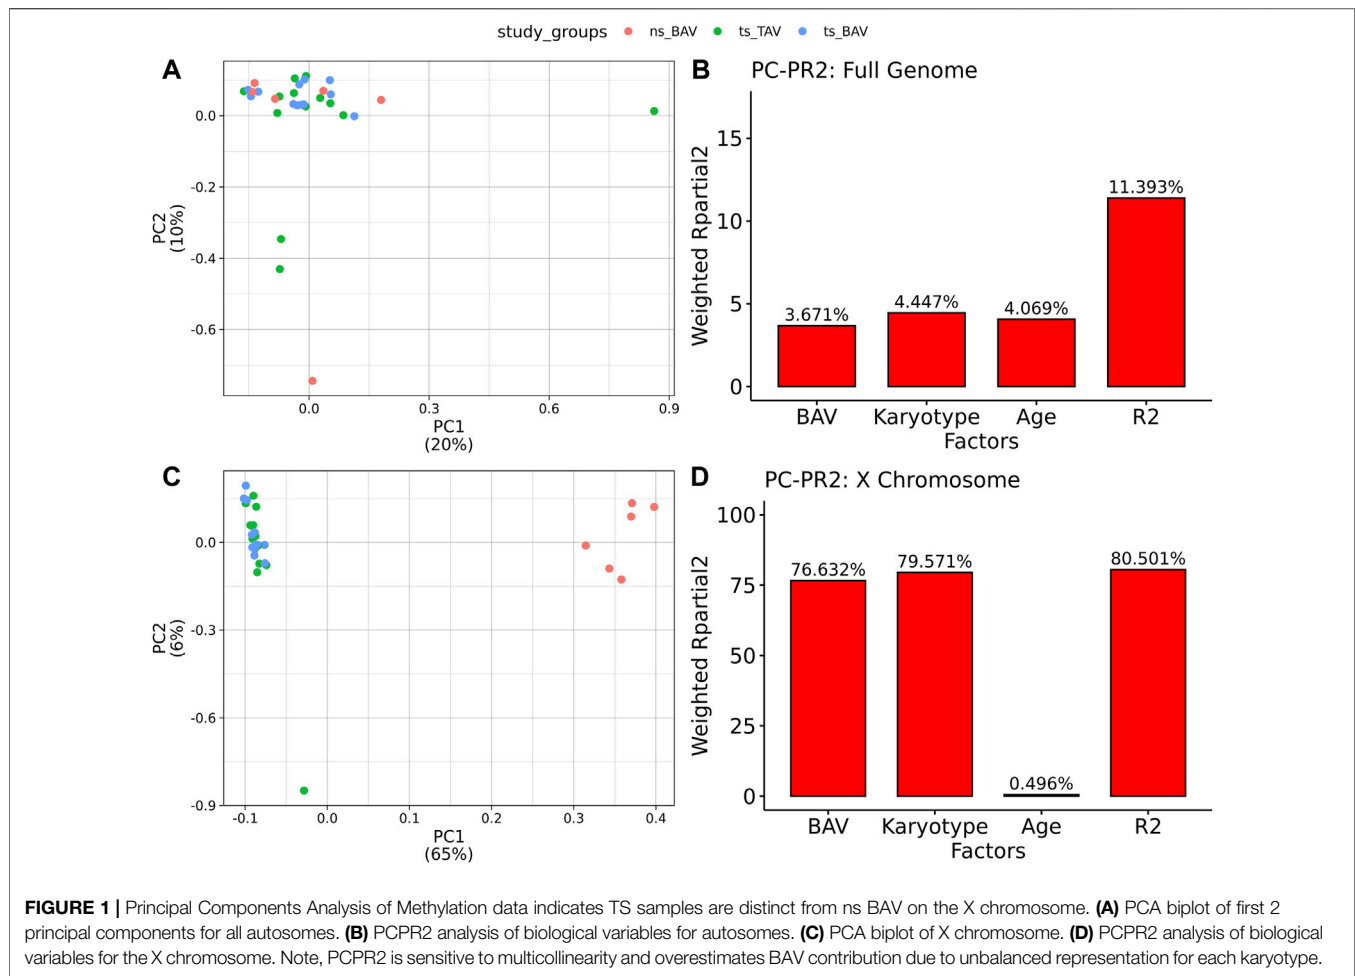 study_groups ns_BAV ts_TAV ts_BAV
A
0.0
-0.2
-0.4
-0.6
PC2
(10%)
0.0 0.3 0.6 0.9
PC1
(20%)
B PC-PR2: Full Genome
Weighted Rpartial2
15
10
5
0
3.671% 4.447% 4.069% 11.393%
BAV Karyotype Age R2
Factors
C
0.0
-0.3
-0.6
-0.9
PC2
(6%)
-0.1 0.0 0.1 0.2 0.3 0.4
PC1
(65%)
D PC-PR2: X Chromosome
Weighted Rpartial2
100
75
50
25
0
76.632% 79.571% 0.496% 80.501%
BAV Karyotype Age R2
Factors
FIGURE 1 | Principal Components Analysis of Methylation data indicates TS samples are distinct from ns BAV on the X chromosome. (A) PCA biplot of first 2
principal components for all autosomes. (B) PCPR2 analysis of biological variables for autosomes. (C) PCA biplot of X chromosome. (D) PCPR2 analysis of biological
variables for the X chromosome. Note, PCPR2 is sensitive to multicollinearity and overestimates BAV contribution due to unbalanced representation for each karyotype.